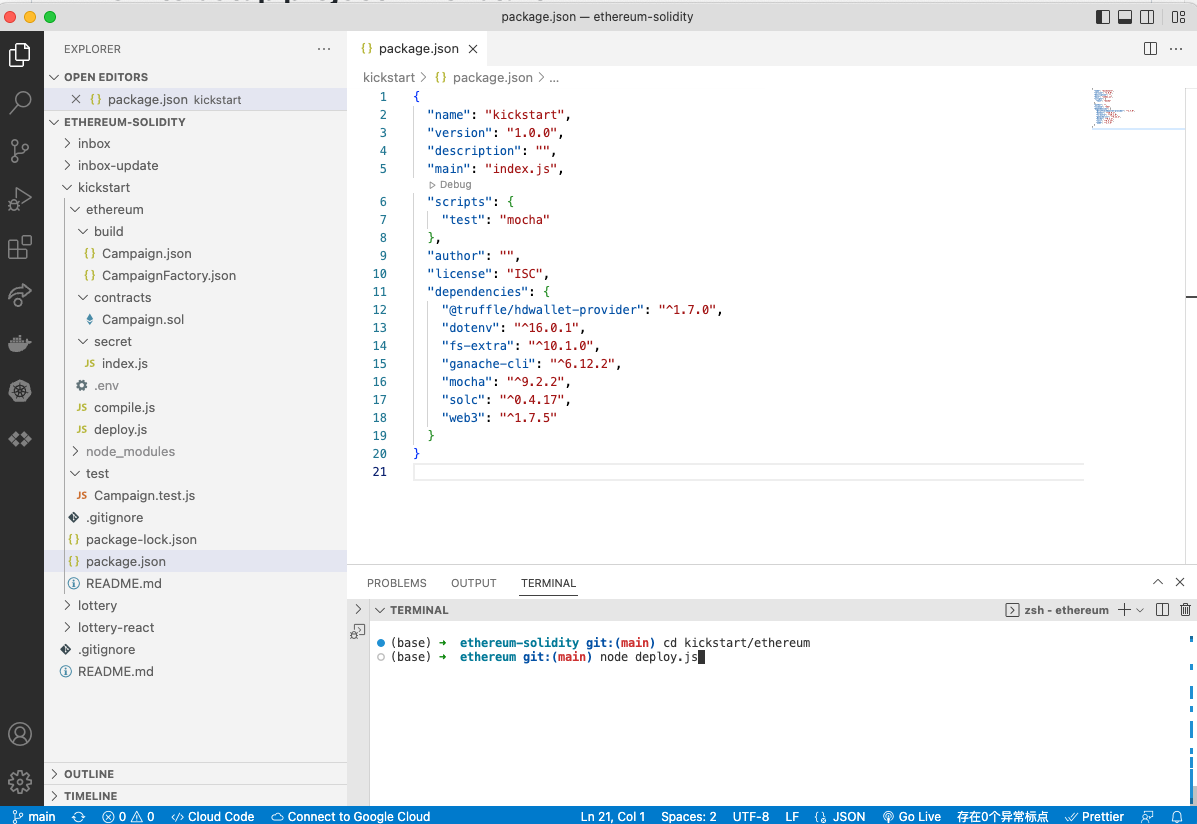 package.json — ethereum-solidity
EXPLORER
OPEN EDITORS
package.json kickstart
ETHEREUM-SOLIDITY
inbox
inbox-update
kickstart
ethereum
build
{} Campaign.json
{} CampaignFactory.json
contracts
Campaign.sol
secret
JS index.js
.env
JS compile.js
JS deploy.js
node_modules
test
JS Campaign.test.js
.gitignore
{} package-lock.json
{} package.json
README.md
lottery
lottery-react
.gitignore
README.md
OUTLINE
TIMELINE
{} package.json
kickstart > {} package.json > ...
1 {
2 "name": "kickstart",
3 "version": "1.0.0",
4 "description": "",
5 "main": "index.js",
Debug
6 "scripts": {
7 "test": "mocha"
8 },
9 "author": "",
10 "license": "ISC",
11 "dependencies": {
12 "@truffle/hdwallet-provider": "^1.7.0",
13 "dotenv": "^16.0.1",
14 "fs-extra": "^10.1.0",
15 "ganache-cli": "^6.12.2",
16 "mocha": "^9.2.2",
17 "solc": "^0.4.17",
18 "web3": "^1.7.5"
19 }
20 }
21
PROBLEMS OUTPUT TERMINAL
TERMINAL
zsh - ethereum
(base) → ethereum-solidity git:(main) cd kickstart/ethereum
(base) → ethereum git:(main) node deploy.js
main 0 0 Cloud Code Connect to Google Cloud Ln 21, Col 1 Spaces: 2 UTF-8 LF {} JSON Go Live 存在0个异常标点 Prettier